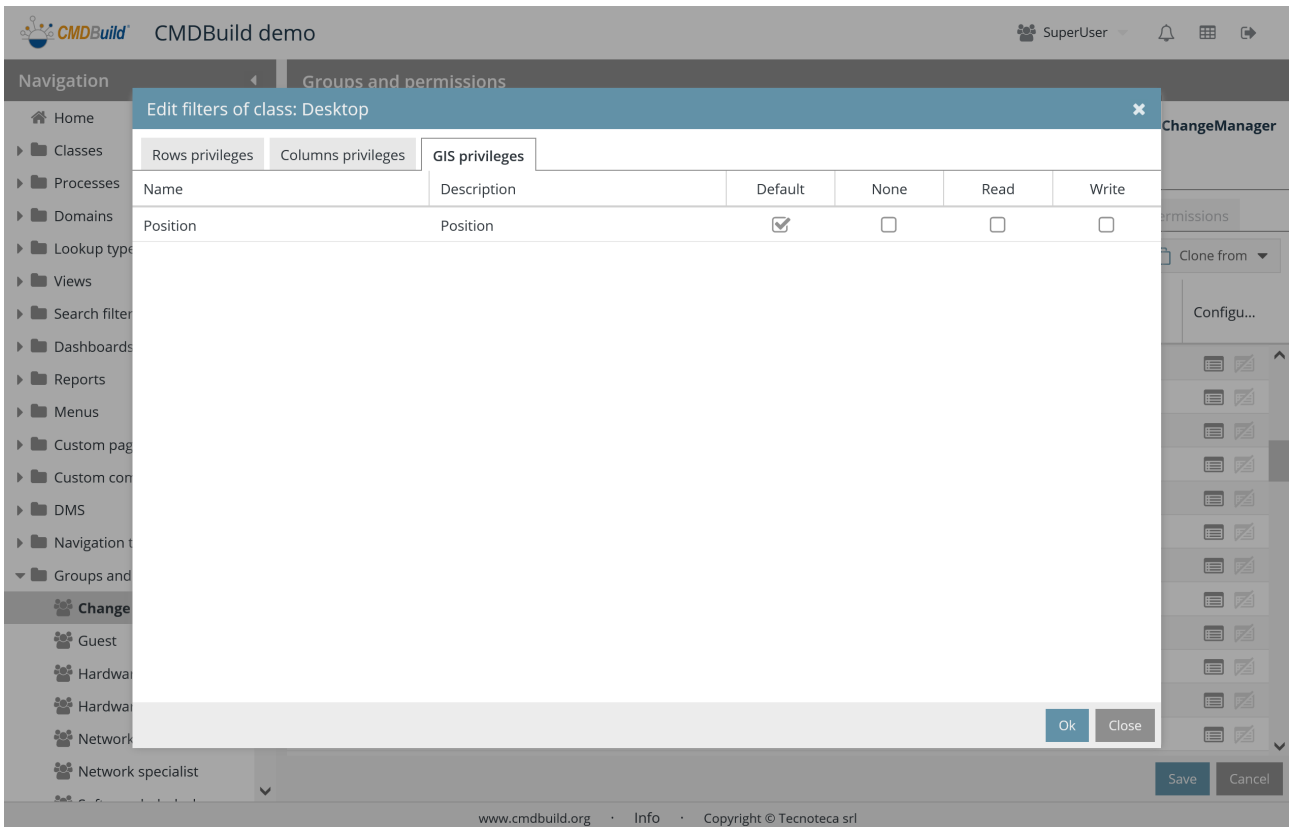 CMDBuild CMDBuild demo SuperUser
Navigation Groups and permissions
Edit filters of class: Desktop
ChangeManager
Rows privileges Columns privileges GIS privileges
Name Description Default None Read Write
Position Position
ermissions
Clone from
Configu...
Home
Classes
Processes
Domains
Lookup type
Views
Search filter
Dashboards
Reports
Menus
Custom pag
Custom com
DMS
Navigation t
Groups and
Change
Guest
Hardwar
Hardwar
Network
Network specialist
Ok Close
Save Cancel
www.cmdbuild.org · Info · Copyright © Tecnoteca srl